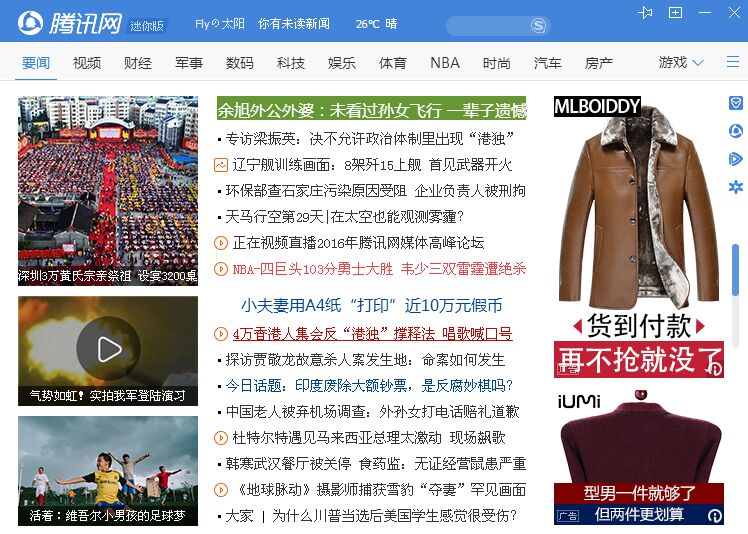 腾讯网 迷你版 Fly の太阳 你有未读新闻 26℃ 晴
要闻 视频 财经 军事 数码 科技 娱乐 体育 NBA 时尚 汽车 房产 游戏
余旭外公外婆：未看过孙女飞行 一辈子遗憾
专访梁振英：决不允许政治体制里出现“港独”
辽宁舰训练画面：8架歼15上舰 首见武器开火
环保部查石家庄污染原因受阻 企业负责人被刑拘
天马行空第29天|在太空也能观测雾霾？
正在视频直播2016年腾讯网媒体高峰论坛
NBA-四巨头103分勇士大胜 韦少三双雷霆遭绝杀
深圳3万黄氏宗亲祭祖 设宴3200桌
小夫妻用A4纸“打印”近10万元假币
4万香港人集会反“港独”撑释法 唱歌喊口号
探访贾敬龙故意杀人案发生地：命案如何发生
今日话题：印度废除大额钞票，是反腐妙棋吗？
气势如虹！实拍我军登陆演习
中国老人被弃机场调查：外孙女打电话赔礼道歉
杜特尔特遇见马来西亚总理太激动 现场飙歌
韩寒武汉餐厅被关停 食药监：无证经营鼠患严重
《地球脉动》摄影师捕获雪豹“夺妻”罕见画面
大家 | 为什么川普当选后美国学生感觉很受伤？
活着：维吾尔小男孩的足球梦
MLBOIDDY
货到付款
再不抢就没了
广告
iUMi
型男一件就够了
但两件更划算
广告